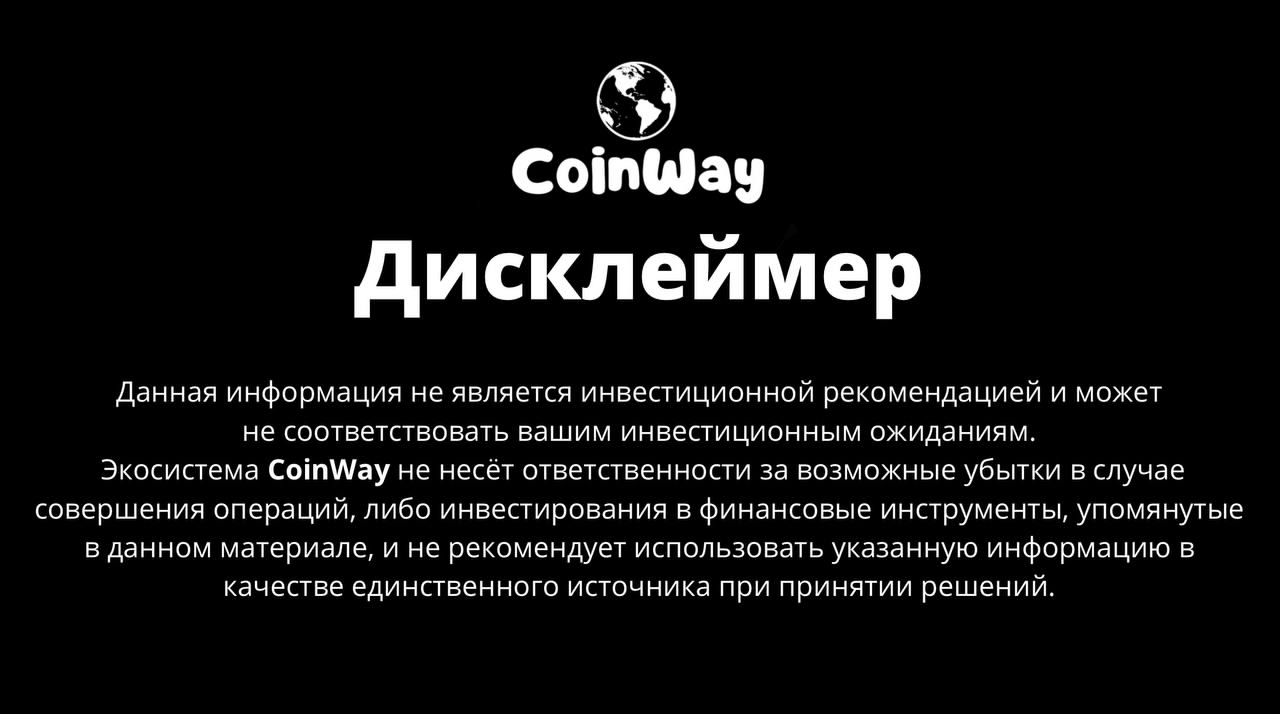 CoinWay
Дисклеймер
Данная информация не является инвестиционной рекомендацией и может
не соответствовать вашим инвестиционным ожиданиям.
Экосистема CoinWay не несёт ответственности за возможные убытки в случае
совершения операций, либо инвестирования в финансовые инструменты, упомянутые
в данном материале, и не рекомендует использовать указанную информацию в
качестве единственного источника при принятии решений.